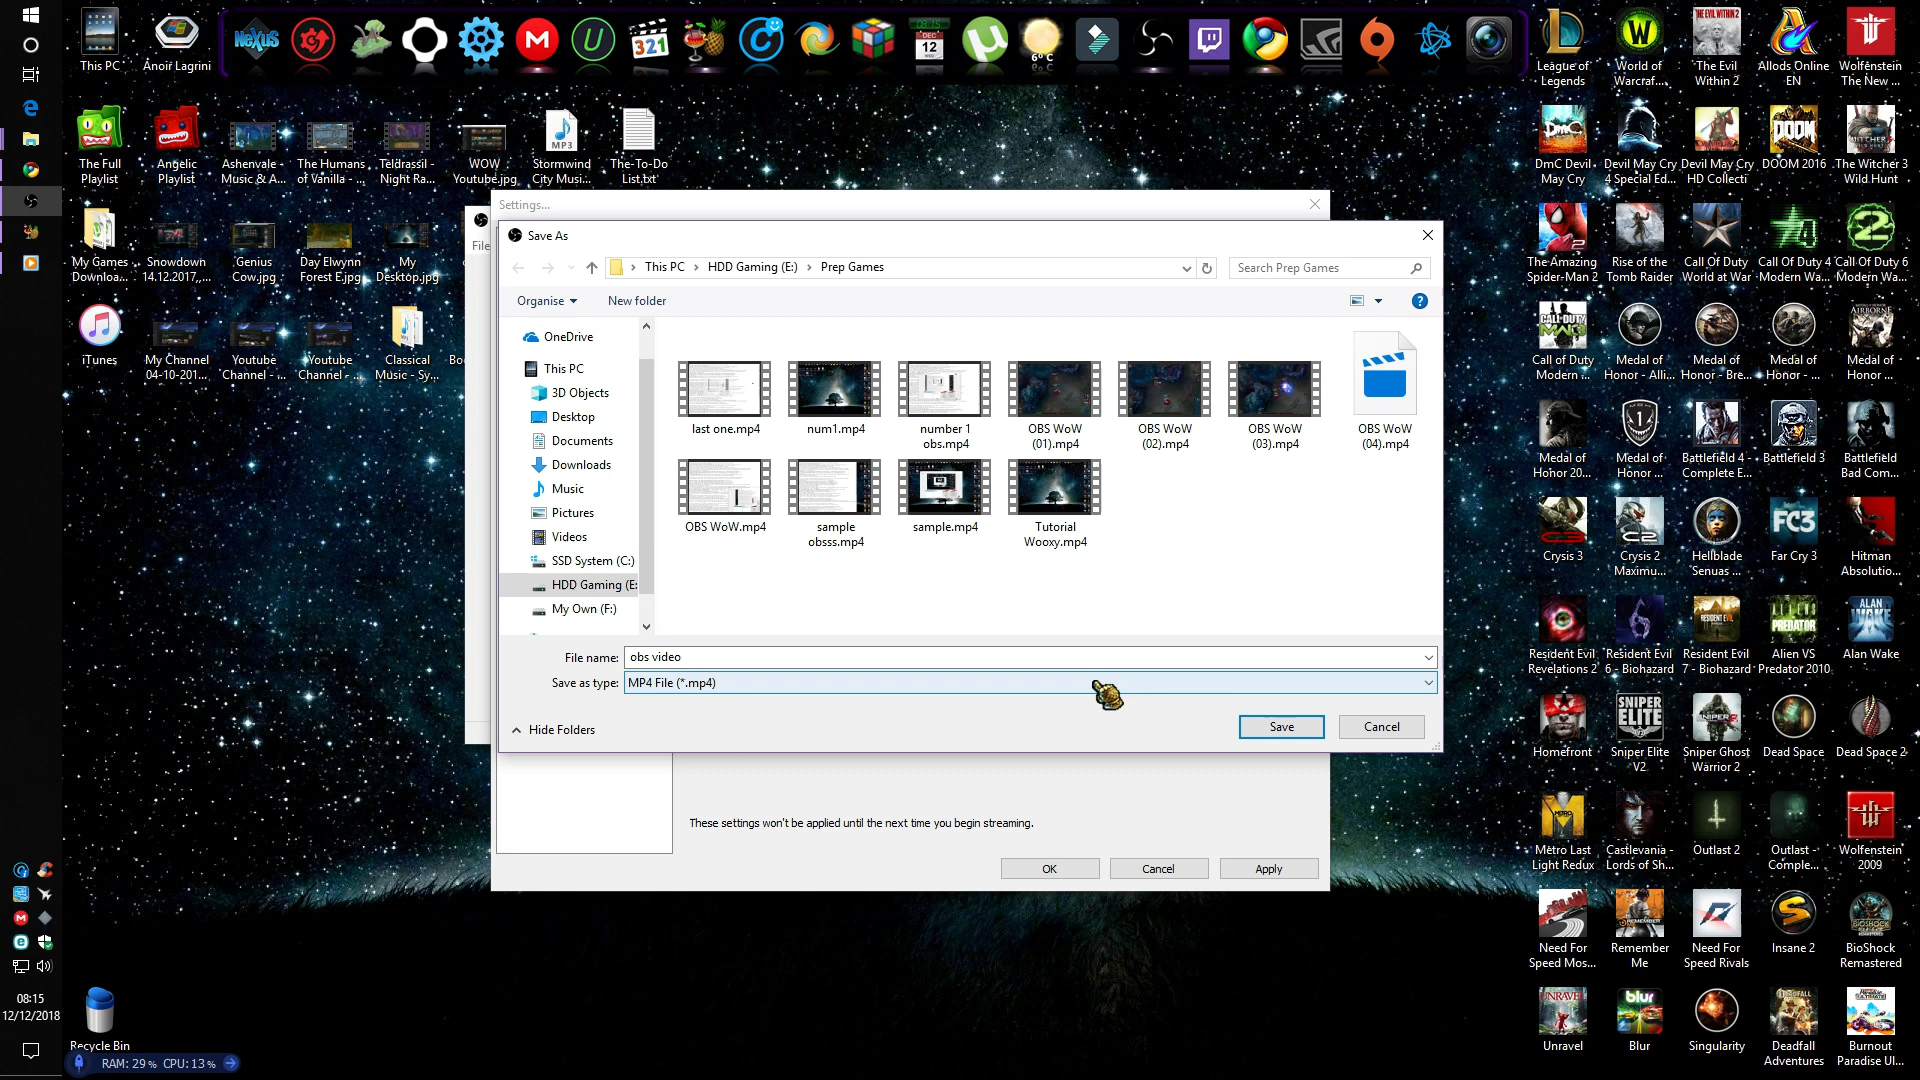 This PC
Anoir Lagrini
NEXUS
321
DEC
12
6° C
League of
Legends
World of
Warcraf...
The Evil
Within 2
Allods Online
EN
Wolfenstein
The New ...
The Full
Playlist
Angelic
Playlist
Ashenvale -
Music & A...
The Humans
of Vanilla - ...
Teldrassil -
Night Ra...
WOW
Youtube.jpg
MP3
Stormwind
City Musi...
The-To-Do
List.txt
DmC Devil
May Cry
Devil May Cry
4 Special Ed...
Devil May Cry
HD Collecti
DOOM 2016
The Witcher 3
Wild Hunt
My Games
Downloa...
Snowdown
14.12.2017,...
Genius
Cow.jpg
Day Elwynn
Forest E.jpg
My
Desktop.jpg
The Amazing
Spider-Man 2
Rise of the
Tomb Raider
Call Of Duty
World at War
Call Of Duty 4
Modern Wa...
Call Of Duty 6
Modern Wa...
iTunes
My Channel
04-10-201...
Youtube
Channel - ...
Youtube
Channel - ...
Classical
Music - Sy...
Bo
Call of Duty
Modern ...
Medal of
Honor - Alli...
Medal of
Honor - Bre...
Medal of
Honor - ...
Medal of
Honor ...
Medal of
Honor 20...
Medal of
Honor ...
Battlefield 4 -
Complete E...
Battlefield 3
Battlefield
Bad Com...
Crysis 3
Crysis 2
Maximu...
Hellblade
Senuas ...
Far Cry 3
Hitman
Absolutio...
Resident Evil
Revelations 2
Resident Evil
6 - Biohazard
Resident Evil
7 - Biohazard
Alien VS
Predator 2010
Alan Wake
Homefront
Sniper Elite
V2
Sniper Ghost
Warrior 2
Dead Space
Dead Space 2
Metro Last
Light Redux
Castlevania -
Lords of Sh...
Outlast 2
Outlast -
Comple...
Wolfenstein
2009
Need For
Speed Mos...
Remember
Me
Need For
Speed Rivals
Insane 2
BioShock
Remastered
Unravel
Blur
Singularity
Deadfall
Adventures
Burnout
Paradise Ul...
Settings...
File
Save As
This PC
HDD Gaming (E:)
Prep Games
Search Prep Games
Organise
New folder
OneDrive
This PC
3D Objects
Desktop
Documents
Downloads
Music
Pictures
Videos
SSD System (C:)
HDD Gaming (E:
My Own (F:)
last one.mp4
num1.mp4
number 1
obs.mp4
OBS WoW
(01).mp4
OBS WoW
(02).mp4
OBS WoW
(03).mp4
OBS WoW
(04).mp4
OBS WoW.mp4
sample
obsss.mp4
sample.mp4
Tutorial
Wooxy.mp4
File name: obs video
Save as type: MP4 File (*.mp4)
Hide Folders
Save
Cancel
These settings won't be applied until the next time you begin streaming.
OK
Cancel
Apply
08:15
12/12/2018
Recycle Bin
RAM: 29% CPU: 13%